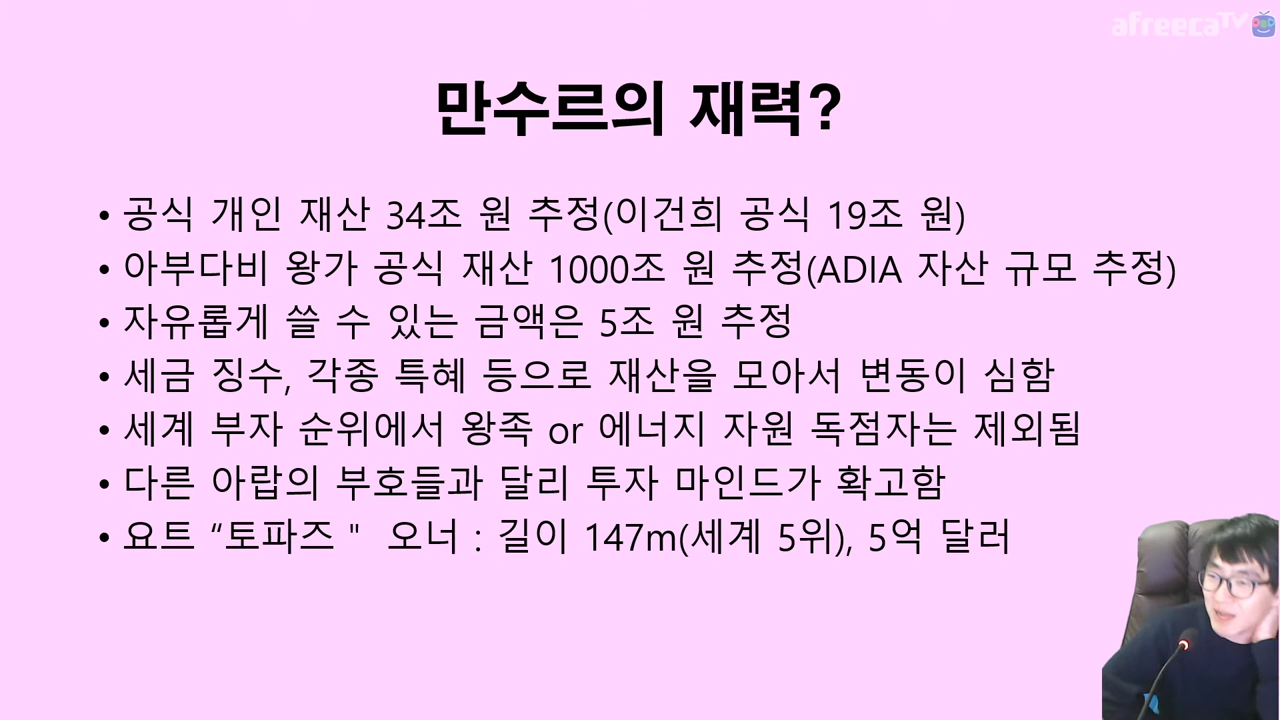 afreecaTV
만수르의 재력?
• 공식 개인 재산 34조 원 추정(이건희 공식 19조 원)
• 아부다비 왕가 공식 재산 1000조 원 추정(ADIA 자산 규모 추정)
• 자유롭게 쓸 수 있는 금액은 5조 원 추정
• 세금 징수, 각종 특혜 등으로 재산을 모아서 변동이 심함
• 세계 부자 순위에서 왕족 or 에너지 자원 독점자는 제외됨
• 다른 아랍의 부호들과 달리 투자 마인드가 확고함
• 요트 “토파즈 " 오너 : 길이 147m(세계 5위), 5억 달러